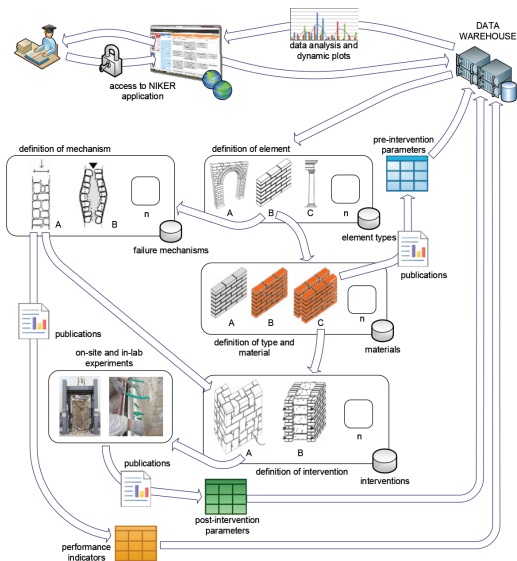 DATA
WAREHOUSE
data analysis and
dynamic plots
access to NIKER
application
definition of mechanism
A
B
n
failure mechanisms
definition of element
A
B
C
n
element types
pre-intervention
parameters
publications
A
B
C
n
definition of type and
material
materials
publications
on-site and in-lab
experiments
A
B
n
definition of intervention
interventions
publications
post-intervention
parameters
performance
indicators